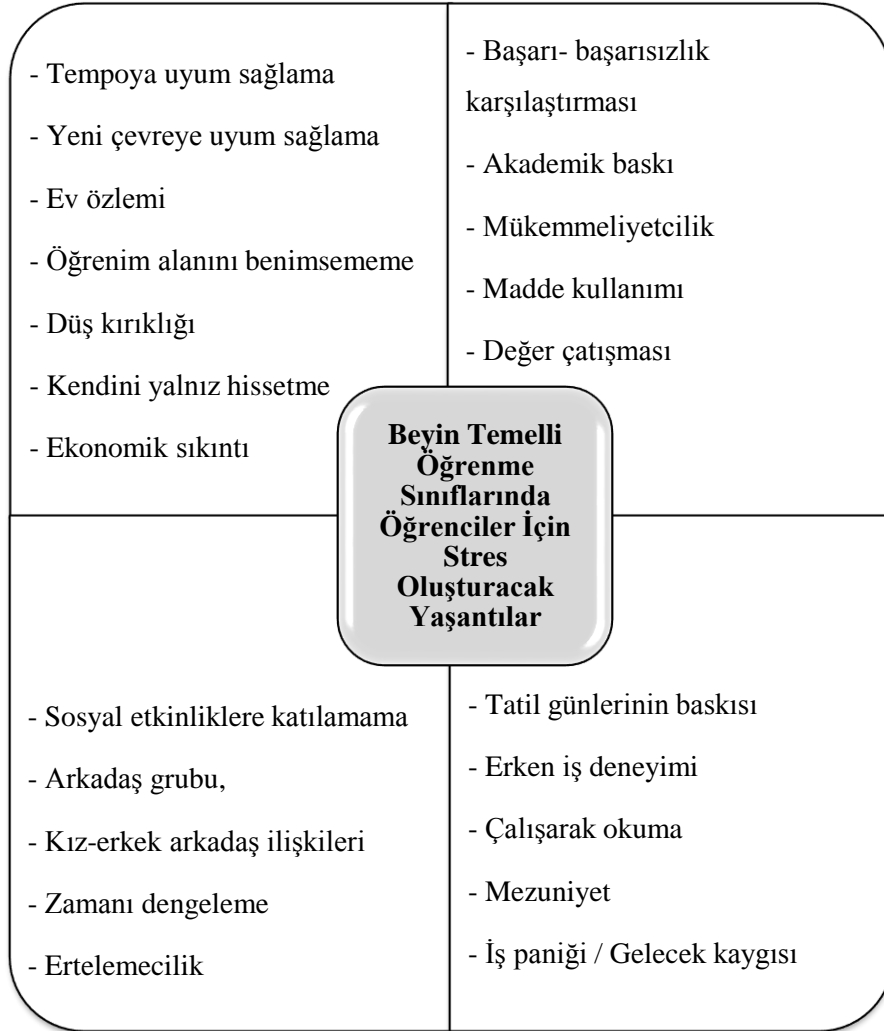 - Tempoya uyum sağlama
- Yeni çevreye uyum sağlama
- Ev özlemi
- Öğrenim alanını benimsememe
- Düş kırıklığı
- Kendini yalnız hissetme
- Ekonomik sıkıntı
- Başarı- başarısızlık
karşılaştırması
- Akademik baskı
- Mükemmeliyetcilik
- Madde kullanımı
- Değer çatışması
Beyin Temelli
Öğrenme
Sınıflarında
Öğrenciler İçin
Stres
Oluşturacak
Yaşantılar
- Sosyal etkinliklere katılamama
- Arkadaş grubu,
- Kız-erkek arkadaş ilişkileri
- Zamanı dengeleme
- Ertelemecilik
- Tatil günlerinin baskısı
- Erken iş deneyimi
- Çalışarak okuma
- Mezuniyet
- İş paniği / Gelecek kaygısı